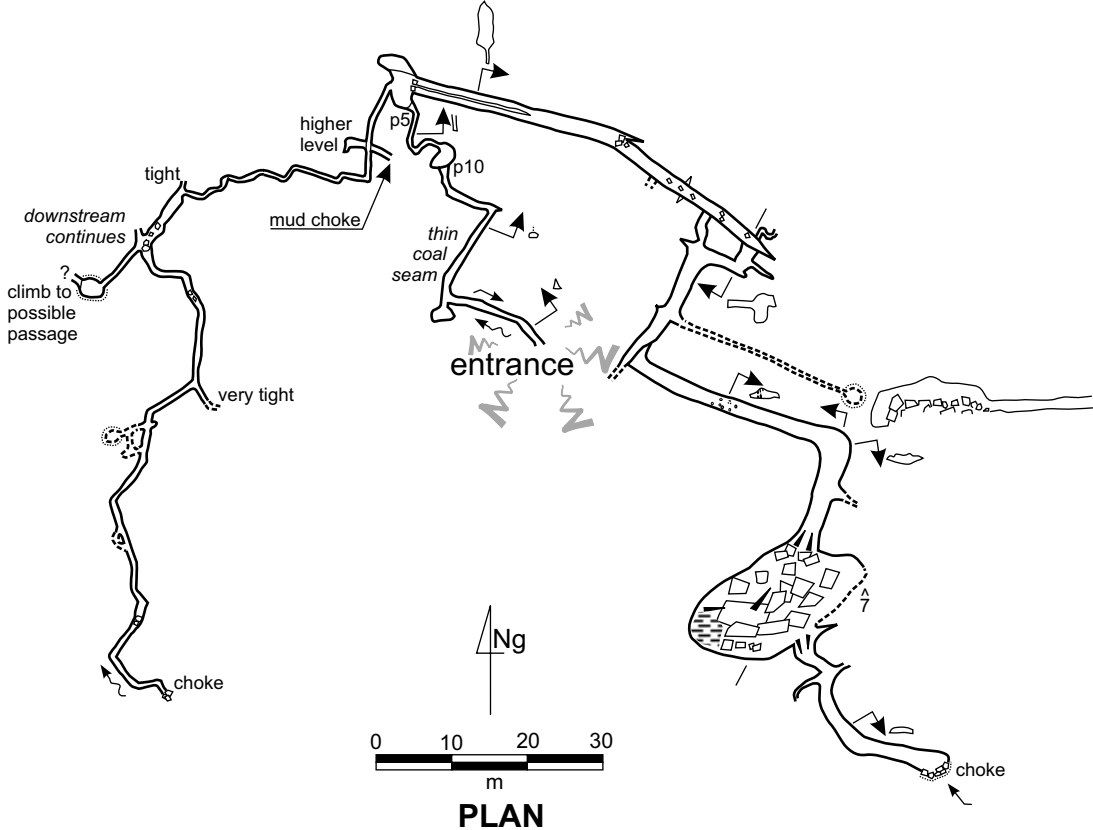 p5
higher
level
p10
tight
mud choke
downstream
continues
thin
coal
seam
?
climb to
possible
passage
entrance
very tight
^
7
Ng
choke
0 10 20 30
m
choke
PLAN